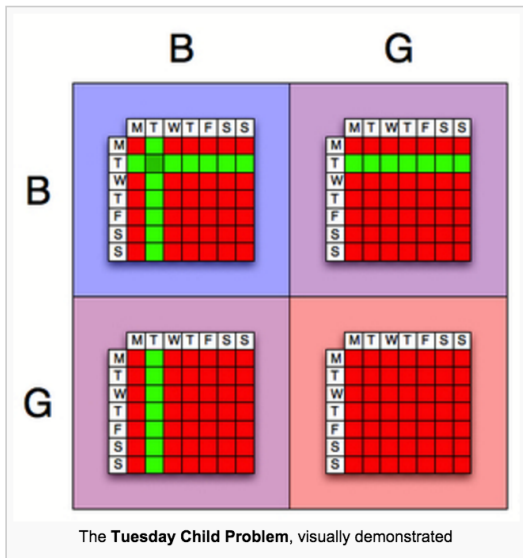 B G
M T W T F S S M T W T F S S
M M
T T
B W W
T T
F F
S S
S S
M T W T F S S M T W T F S S
M M
T T
W W
G T T
F F
S S
S S
The Tuesday Child Problem, visually demonstrated